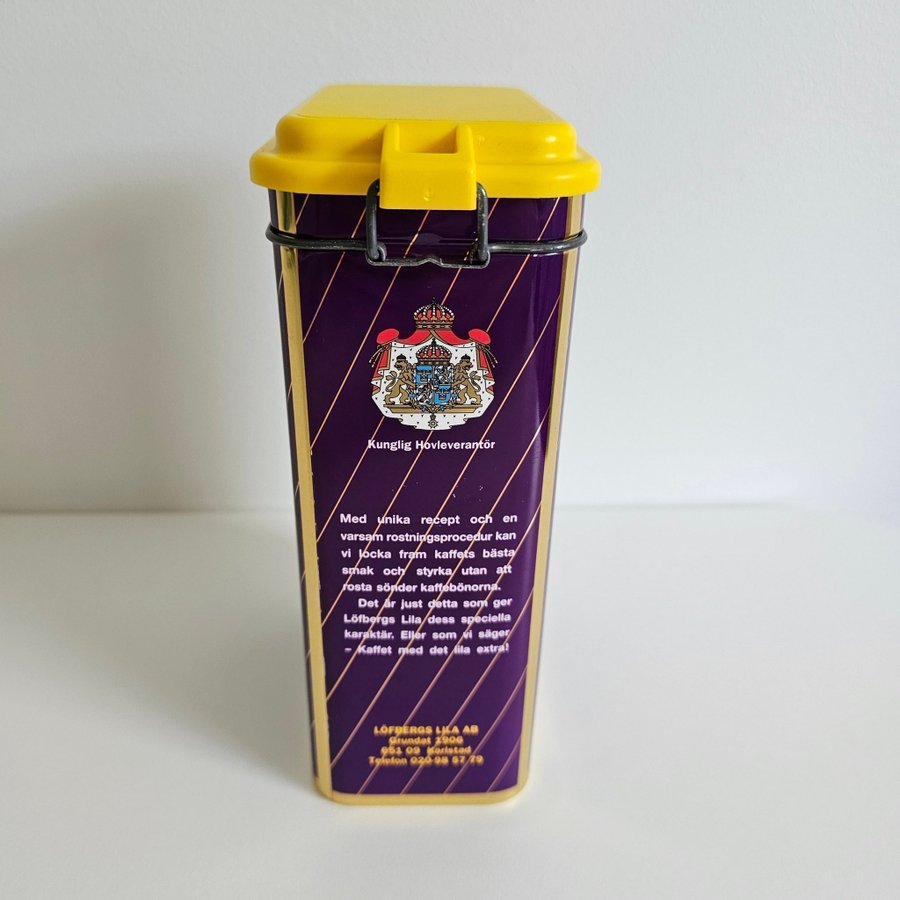 Kunglig Hovleverantör
Med unika recept och en
varsam rostningsprocedur kan
vi locka fram kaffets bästa
smak och styrka utan att
rosta sönder kaffebönorna.
Det är just detta som ger
Löfbergs Lila dess speciella
karaktär. Eller som vi säger
– Kaffet med det lila extra!
LÖFBERGS LILA AB
Grundat 1906
651 09 Karlstad
Telefon 020-98 57 79